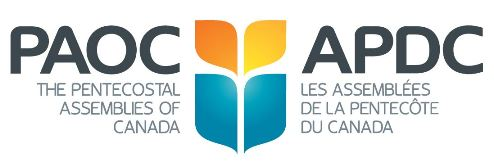 PAOC
THE PENTECOSTAL
ASSEMBLIES OF
CANADA
APDC
LES ASSEMBLÉES
DE LA PENTECÔTE
DU CANADA